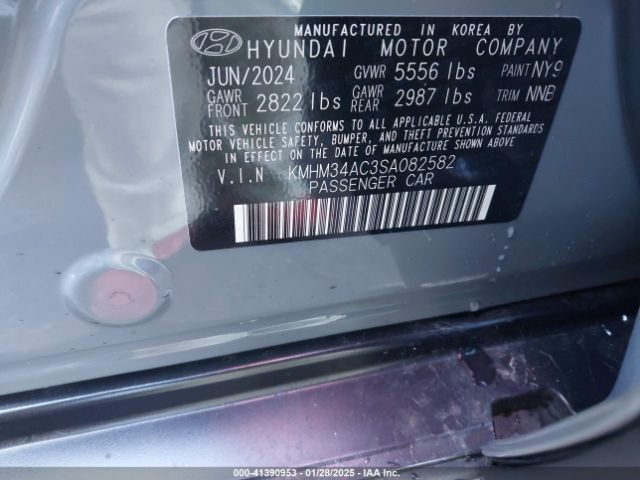 MANUFACTURED IN KOREA BY
HYUNDAI MOTOR COMPANY
JUN/2024 GVWR 5556 lbs PAINT NY9
GAWR FRONT 2822 lbs GAWR REAR 2987 lbs TRIM NNB
THIS VEHICLE CONFORMS TO ALL APPLICABLE U.S.A. FEDERAL
MOTOR VEHICLE SAFETY, BUMPER, AND THEFT PREVENTION STANDARDS
IN EFFECT ON THE DATE OF MANUFACTURE SHOWN ABOVE
V.I.N KMHM34AC3SA082582
PASSENGER CAR
000-41390953 - 01/28/2025 - IAA Inc.